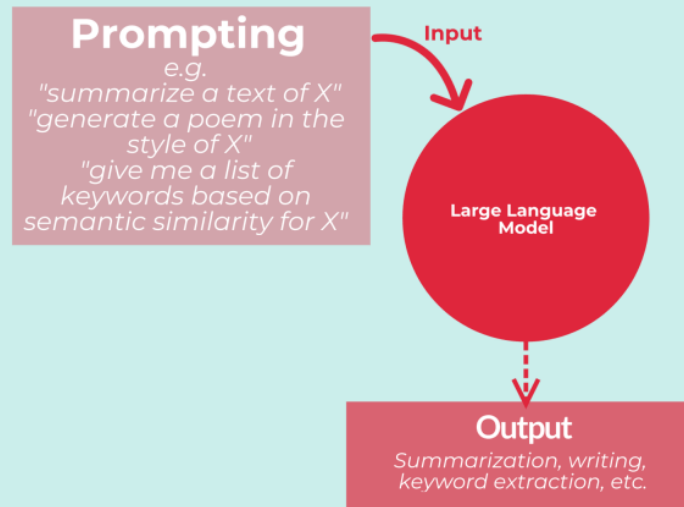 Prompting
e.g.
"summarize a text of X"
"generate a poem in the
style of X"
"give me a list of
keywords based on
semantic similarity for X"
Input
Large Language
Model
Output
Summarization, writing,
keyword extraction, etc.